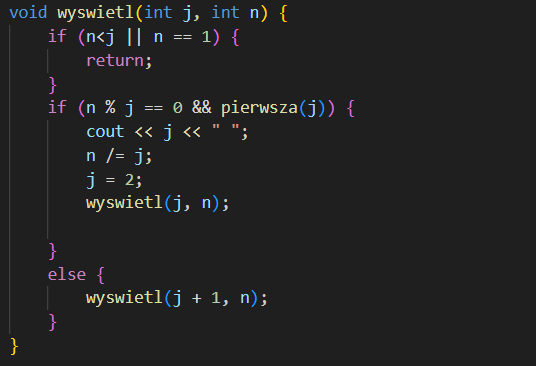 void wyswietl(int j, int n) {
    if (n<j || n == 1) {
        return;
    }
    if (n % j == 0 && pierwsza(j)) {
        cout << j << " ";
        n /= j;
        j = 2;
        wyswietl(j, n);

    }
    else {
        wyswietl(j + 1, n);
    }
}